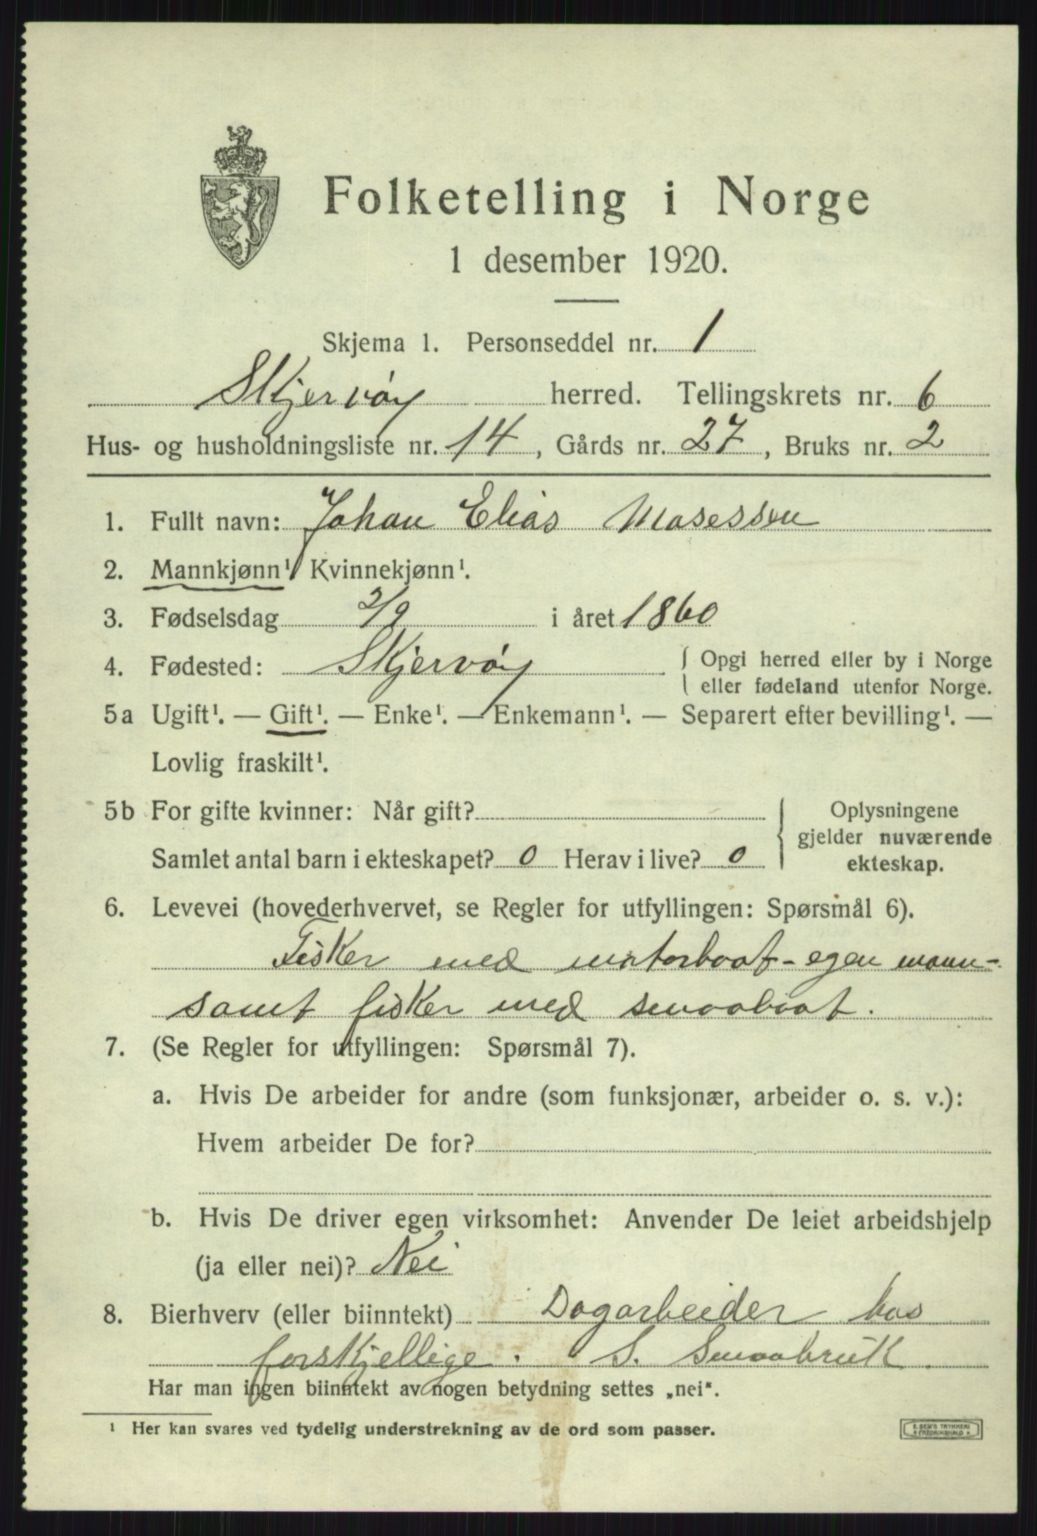 Folketelling i Norge
1 desember 1920.
Skjema 1. Personseddel nr. 1
Skjervøy herred. Tellingskrets nr. 6
Hus- og husholdningsliste nr. 14, Gårds nr. 27, Bruks nr. 2
1. Fullt navn: Johan Elias Mosessen
2. Mannkjønn¹ Kvinnekjønn¹.
3. Fødselsdag 2/9 i året 1860
4. Fødested: Skjervøy { Opgi herred eller by i Norge
eller fødeland utenfor Norge.
5a Ugift¹. — Gift¹. — Enke¹. — Enkemann¹. — Separert efter bevilling¹. —
Lovlig fraskilt¹.
5b For gifte kvinner: Når gift?
Samlet antal barn i ekteskapet? 0 Herav i live? 0
Oplysningene
gjelder nuværende
ekteskap.
6. Levevei (hovederhvervet, se Regler for utfyllingen: Spørsmål 6).
Fisker med motorbaat - egen mann-
samt fisker med smaabaat.
7. (Se Regler for utfyllingen: Spørsmål 7).
a. Hvis De arbeider for andre (som funksjonær, arbeider o. s. v.):
Hvem arbeider De for?
b. Hvis De driver egen virksomhet: Anvender De leiet arbeidshjelp
(ja eller nei)? Nei
8. Bierhverv (eller biinntekt) Dagarbeider hos
forskjellige. S. Smaabruk.
Har man ingen biinntekt av nogen betydning settes „nei".
¹ Her kan svares ved tydelig understrekning av de ord som passer.